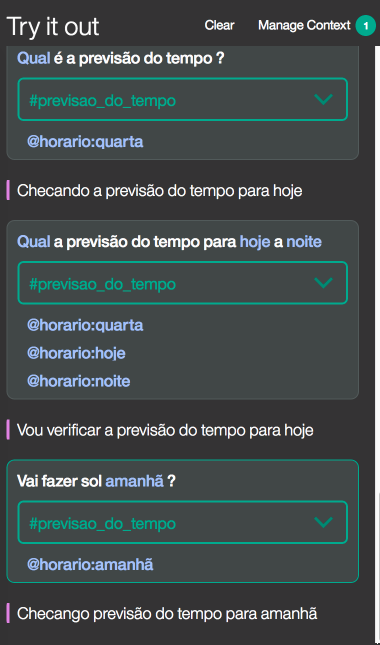 Try it out
Clear
Manage Context 1
Qual é a previsão do tempo ?
#previsao_do_tempo
@horario:quarta
Checando a previsão do tempo para hoje
Qual a previsão do tempo para hoje a noite
#previsao_do_tempo
@horario:quarta
@horario:hoje
@horario:noite
Vou verificar a previsão do tempo para hoje
Vai fazer sol amanhã ?
#previsao_do_tempo
@horario:amanhã
Checango previsão do tempo para amanhã